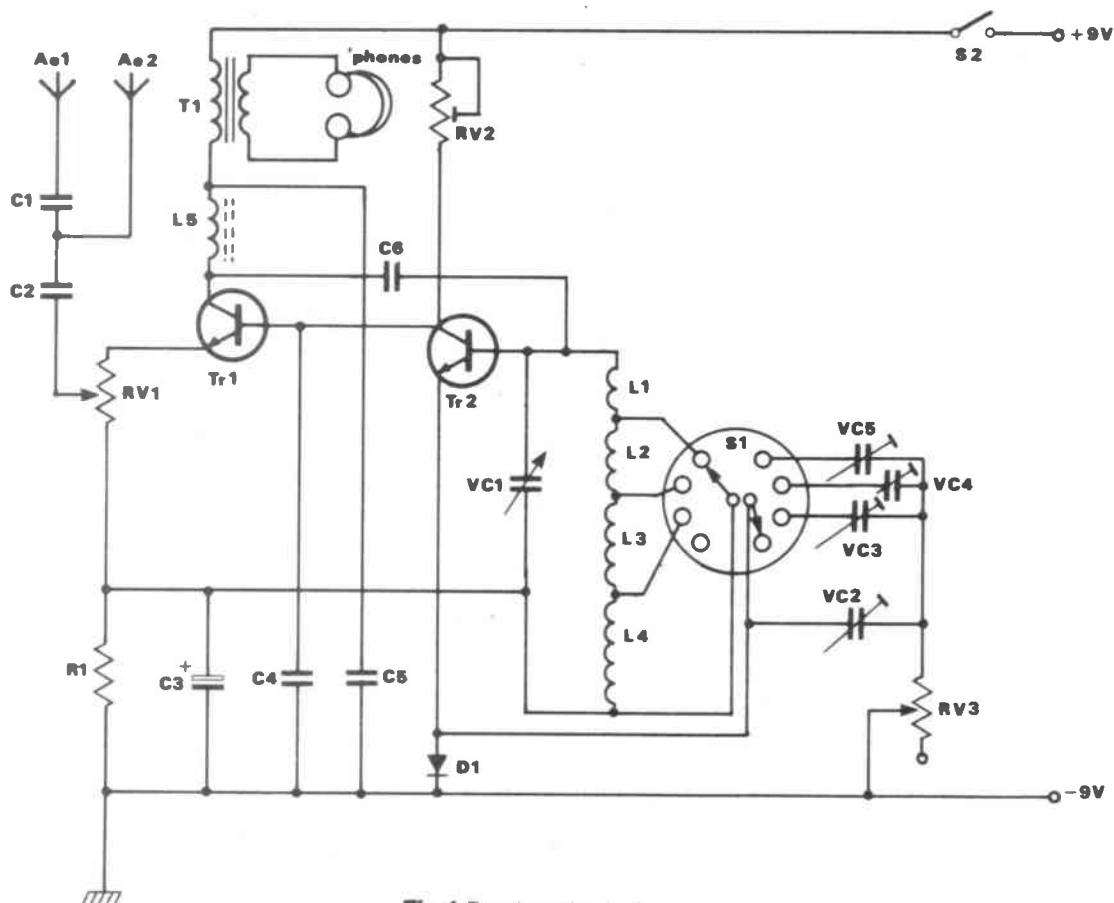 +9V
S2
Ae1
Ae2
'phones
T1
RV2
C1
L5
C6
C2
Tr1
RV1
Tr2
L1
S1
VC5
L2
VC4
VC1
VC3
L3
VC2
L4
R1
+
C3
C4
C5
RV3
D1
-9V